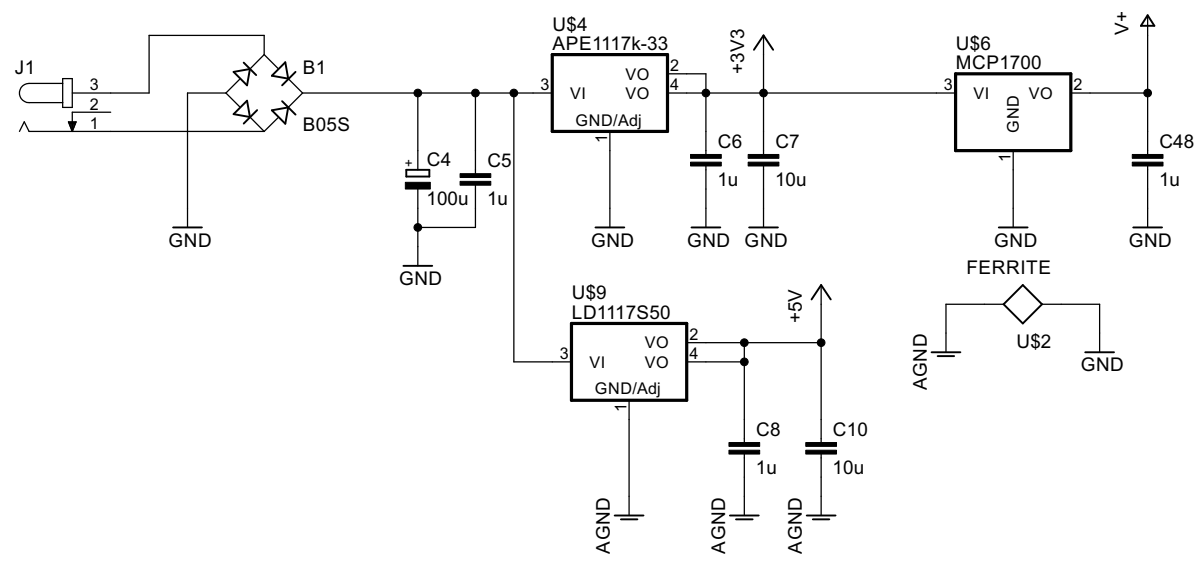 J1
3
2
1
B1
B05S
GND
+
C4
100u
C5
1u
GND
U$4
APE1117k-33
3
VI
VO
VO
2
4
GND/Adj
1
GND
C6
1u
GND
+3V3
C7
10u
GND
U$6
MCP1700
3
VI
GND
VO
2
1
GND
V+
C48
1u
GND
U$9
LD1117S50
3
VI
VO
VO
2
4
GND/Adj
1
AGND
C8
1u
AGND
+5V
C10
10u
AGND
FERRITE
U$2
AGND
GND